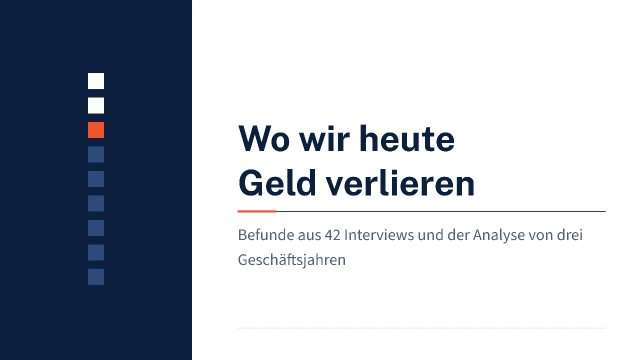 Wo wir heute
Geld verlieren
Befunde aus 42 Interviews und der Analyse von drei
Geschäftsjahren